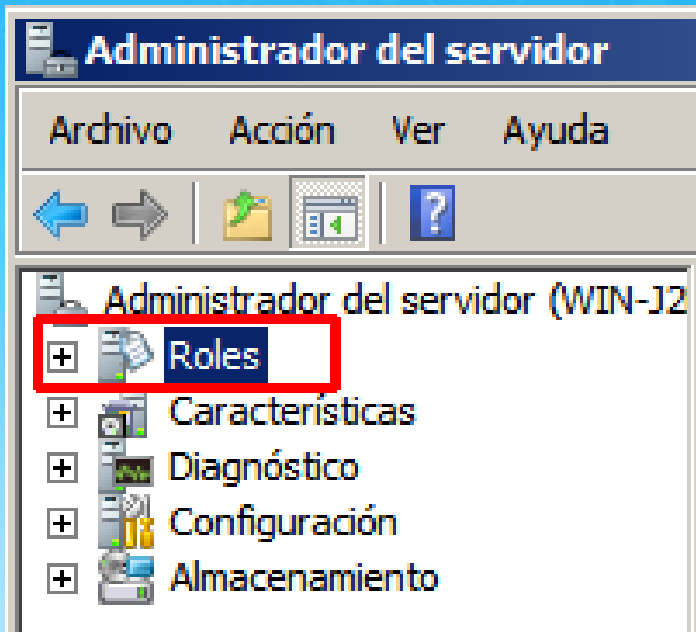 Administrador del servidor
Archivo Acción Ver Ayuda
Administrador del servidor (WIN-J2
Roles
Características
Diagnóstico
Configuración
Almacenamiento